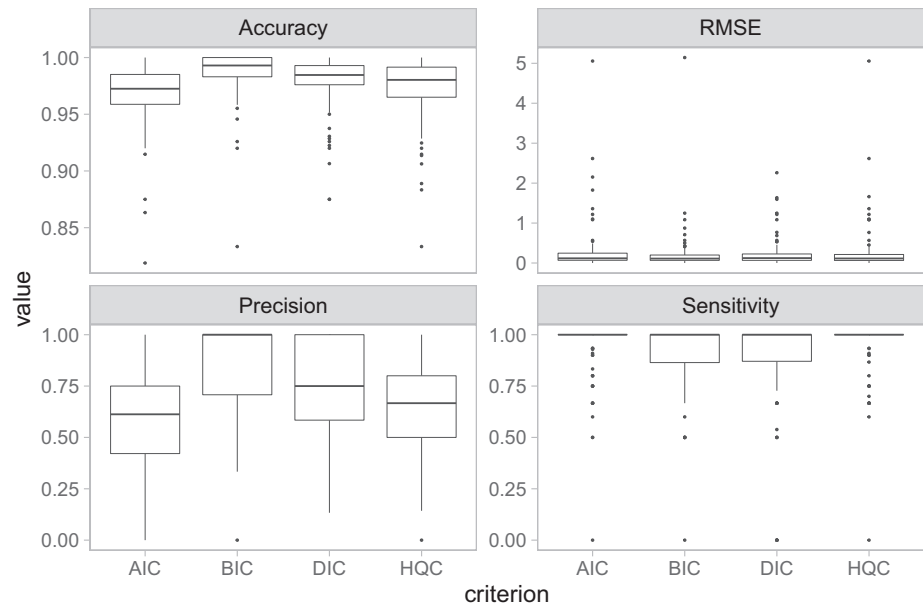 Accuracy
RMSE
1.00
0.95
0.90
0.85
5
4
3
2
1
0
value
Precision
Sensitivity
1.00
0.75
0.50
0.25
0.00
1.00
0.75
0.50
0.25
0.00
AIC BIC DIC HQC
AIC BIC DIC HQC
criterion